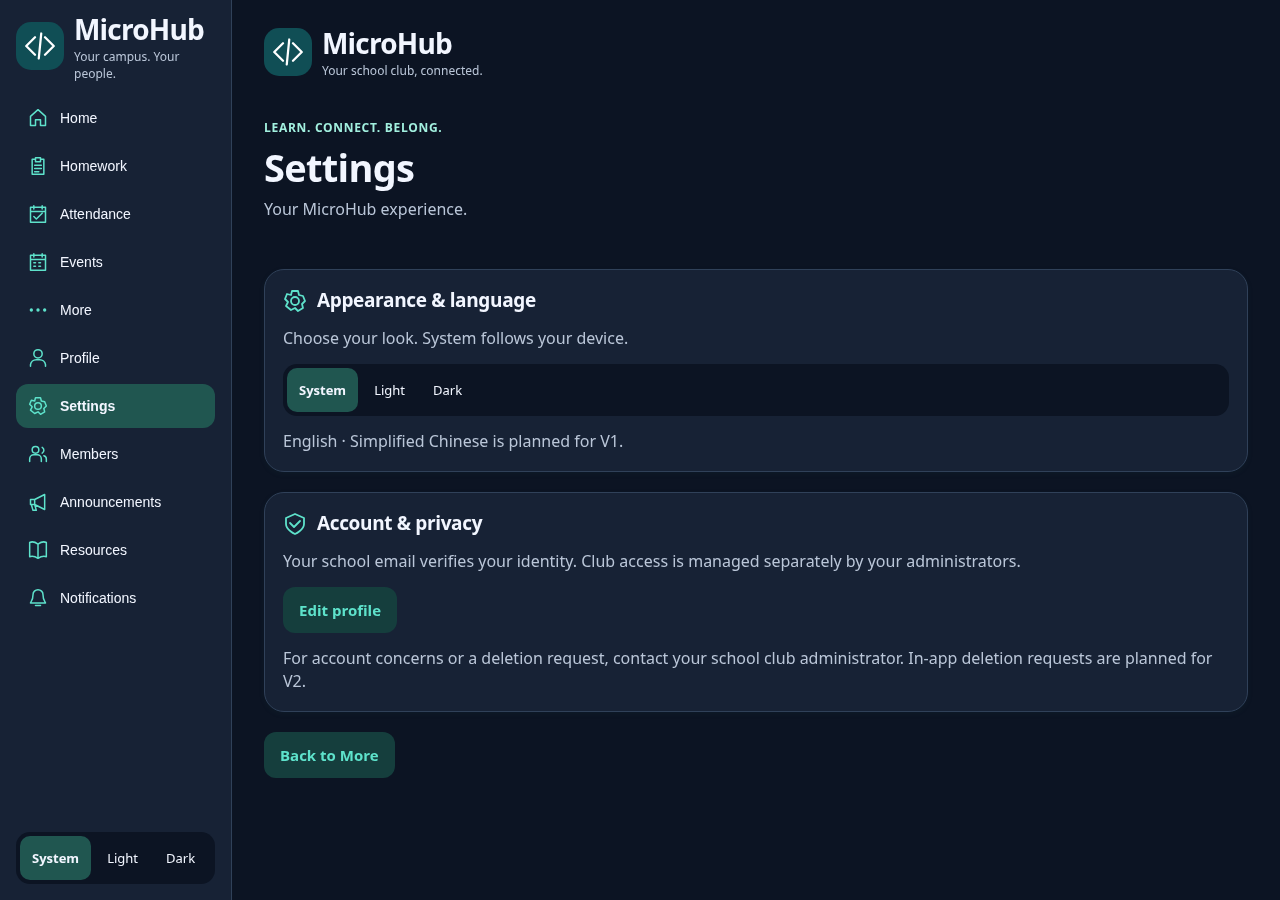 MicroHub
Your campus. Your
people.
Home
Homework
Attendance
Events
More
Profile
Settings
Members
Announcements
Resources
Notifications
System Light Dark
MicroHub
Your school club, connected.
LEARN. CONNECT. BELONG.
Settings
Your MicroHub experience.
Appearance & language
Choose your look. System follows your device.
System Light Dark
English · Simplified Chinese is planned for V1.
Account & privacy
Your school email verifies your identity. Club access is managed separately by your administrators.
Edit profile
For account concerns or a deletion request, contact your school club administrator. In-app deletion requests are planned for
V2.
Back to More